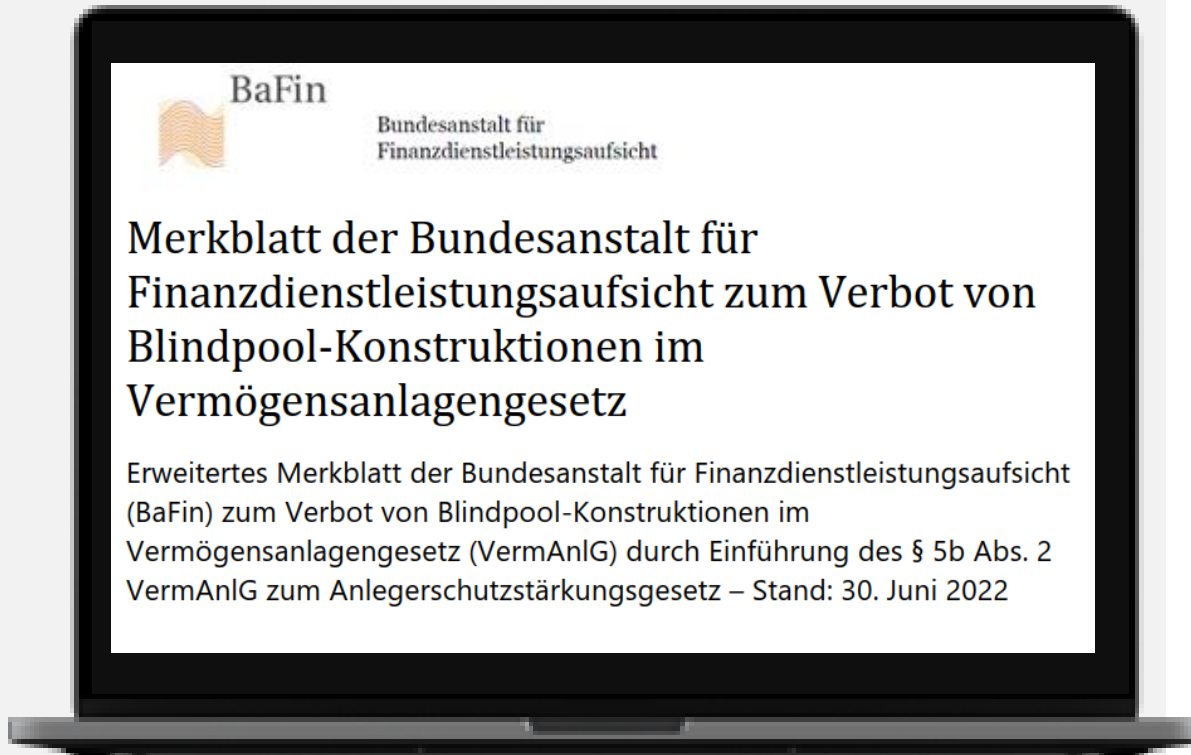 BaFin
Bundesanstalt für
Finanzdienstleistungsaufsicht
Merkblatt der Bundesanstalt für
Finanzdienstleistungsaufsicht zum Verbot von
Blindpool-Konstruktionen im
Vermögensanlagengesetz
Erweitertes Merkblatt der Bundesanstalt für Finanzdienstleistungsaufsicht
(BaFin) zum Verbot von Blindpool-Konstruktionen im
Vermögensanlagengesetz (VermAnlG) durch Einführung des § 5b Abs. 2
VermAnlG zum Anlegerschutzstärkungsgesetz – Stand: 30. Juni 2022